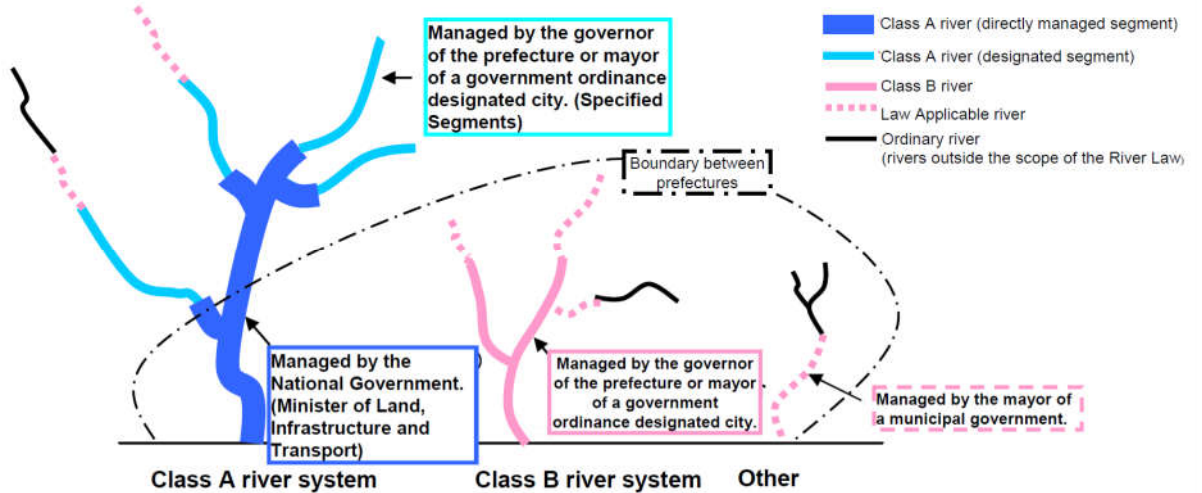 Managed by the governor
of the prefecture or mayor
of a government ordinance
designated city. (Specified
Segments)
Class A river (directly managed segment)
Class A river (designated segment)
Class B river
Law Applicable river
Ordinary river
(rivers outside the scope of the River Law)
Boundary between
prefectures
Managed by the
National Government.
(Minister of Land,
Infrastructure and
Transport)
)
Managed by the governor
of the prefecture or mayor
of a government
ordinance designated city.
Managed by the mayor of
a municipal government.
Class A river system
Class B river system
Other